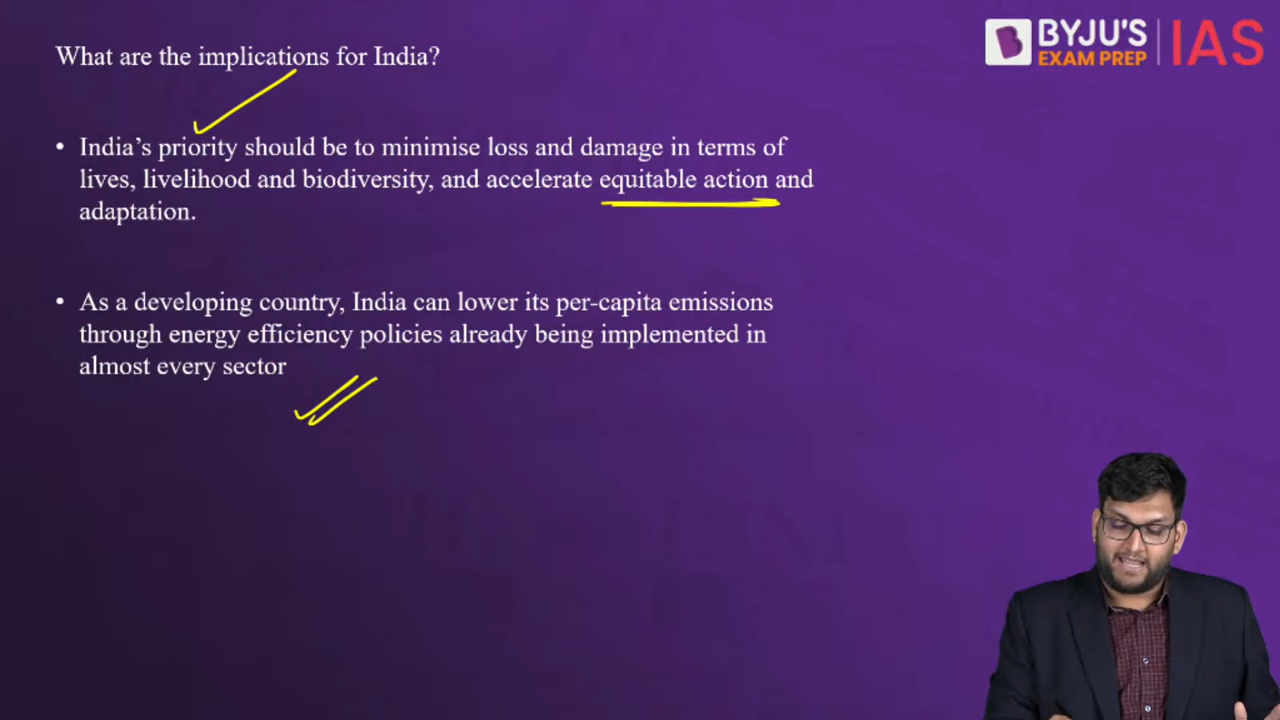 What are the implications for India?
BYJU'S
EXAM PREP
IAS
• India’s priority should be to minimise loss and damage in terms of
lives, livelihood and biodiversity, and accelerate equitable action and
adaptation.
• As a developing country, India can lower its per-capita emissions
through energy efficiency policies already being implemented in
almost every sector